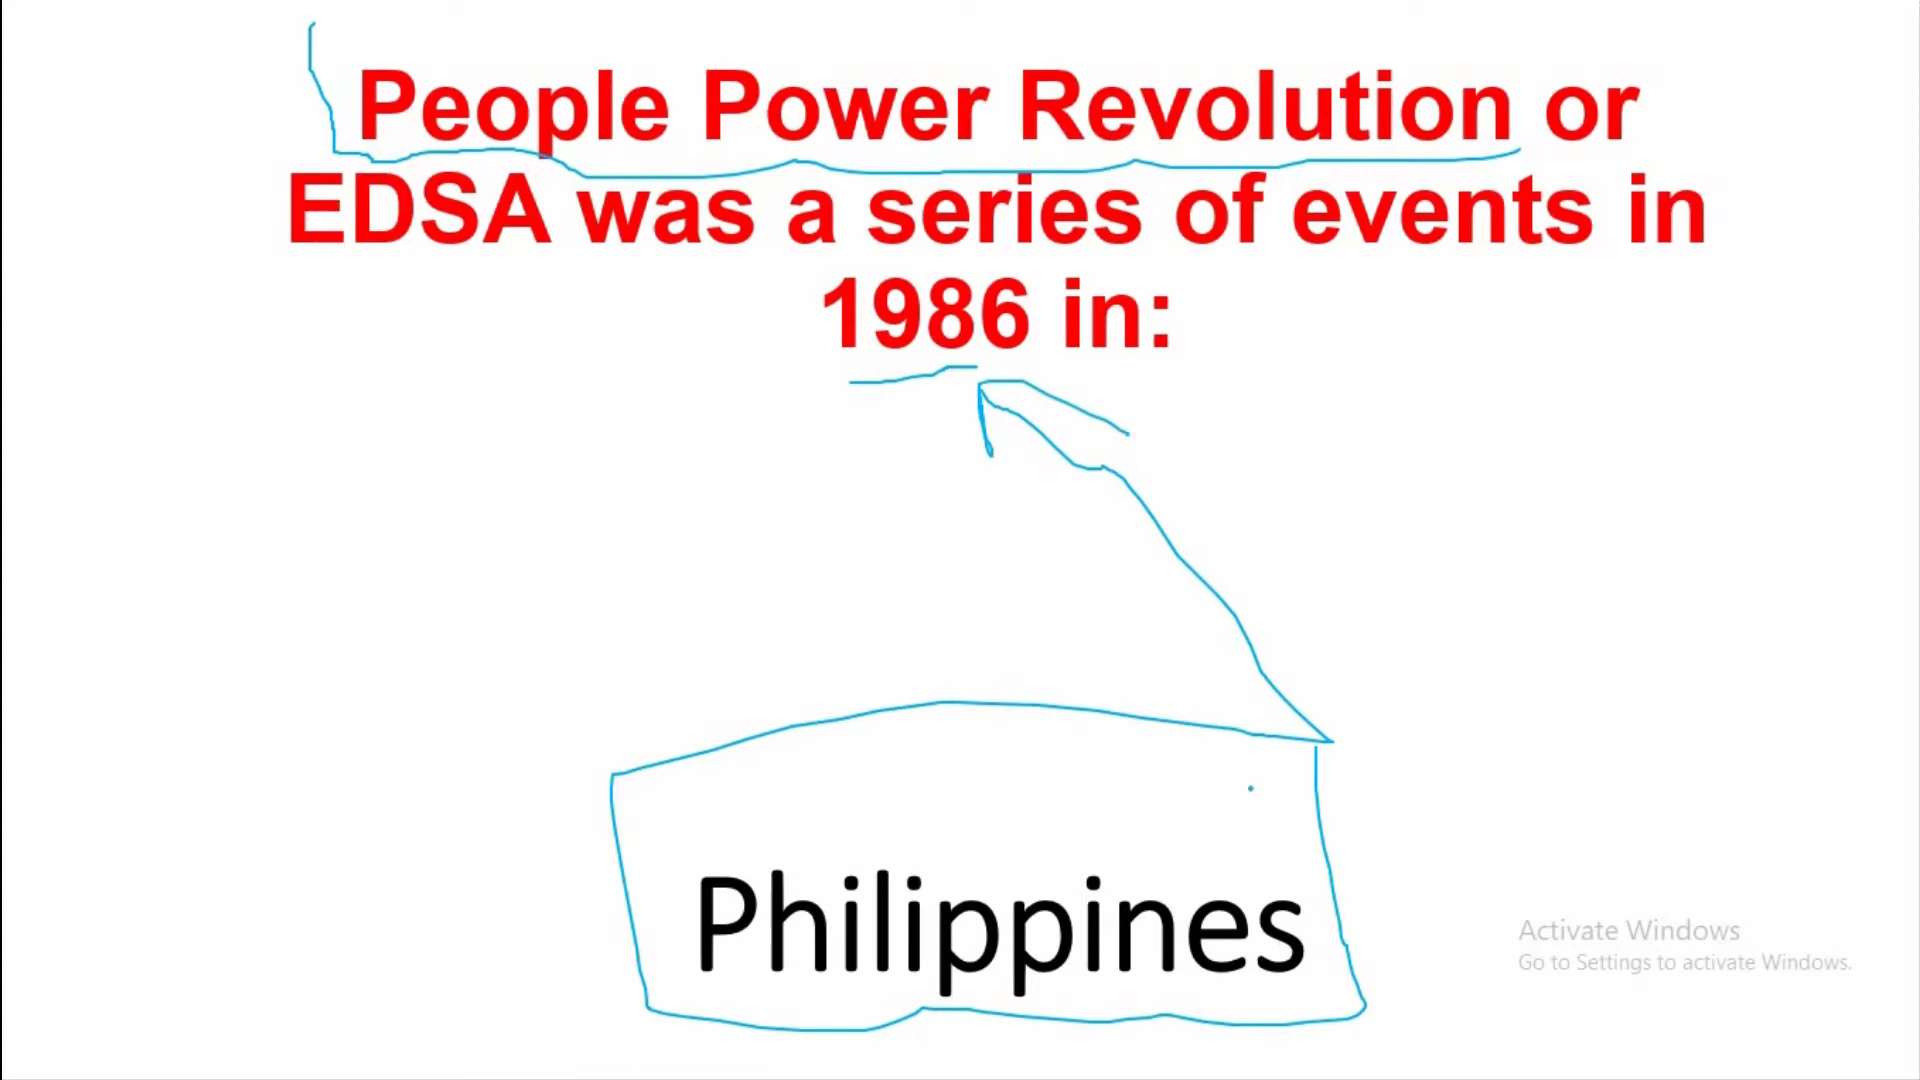 People Power Revolution or
EDSA was a series of events in
1986 in:
Philippines
Activate Windows
Go to Settings to activate Windows.